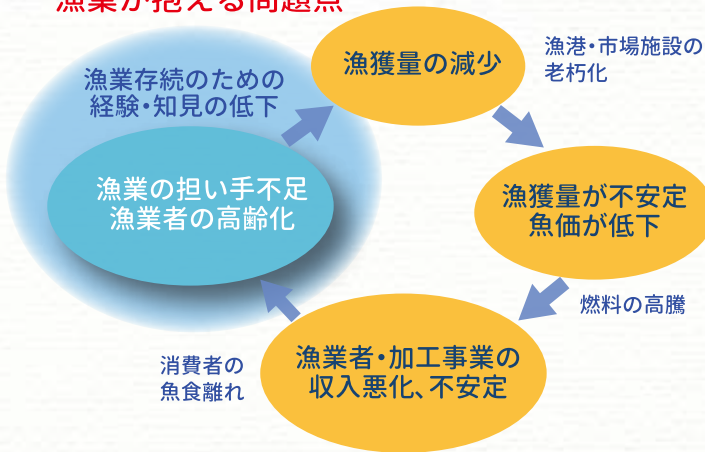 漁業が抱える問題点
漁獲量の減少
漁港・市場施設の
老朽化
漁業存続のための
経験・知見の低下
漁業の担い手不足
漁業者の高齢化
漁獲量が不安定
魚価が低下
燃料の高騰
漁業者・加工事業の
収入悪化、不安定
消費者の
魚食離れ